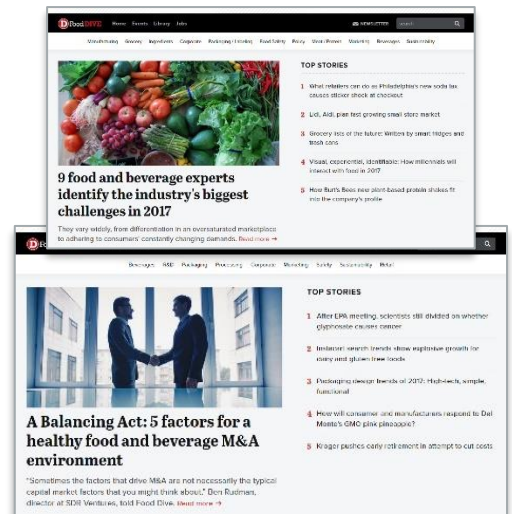 FoodDIVE Home Events Library Jobs NEWSLETTER search
Manufacturing Grocery Ingredients Corporate Packaging / Labeling Food Safety Policy Meat / Protein Marketing Beverages Sustainability
9 food and beverage experts
identify the industry's biggest
challenges in 2017
They vary widely, from differentiation in an oversaturated marketplace
to adhering to consumers' constantly changing demands. Read more →
TOP STORIES
1 What retailers can do as Philadelphia's new soda tax
causes sticker shock at checkout
2 Lidl, Aldi, plan fast growing small store market
3 Grocery lists of the future: Written by smart fridges and
trash cans
4 Visual, experiential, identifiable: How millennials will
interact with food in 2017
5 How Burt's Bees new plant-based protein shakes fit
into the company's profile
Beverages R&D Packaging Processing Corporate Marketing Safety Sustainability Retail
A Balancing Act: 5 factors for a
healthy food and beverage M&A
environment
"Sometimes the factors that drive M&A are not necessarily the typical
capital market factors that you might think about," Ben Rudman,
director at SDR Ventures, told Food Dive. Read more →
TOP STORIES
1 After EPA meeting, scientists still divided on whether
glyphosate causes cancer
2 Instacart search trends show explosive growth for
dairy and gluten free foods
3 Packaging design trends of 2017: High-tech, simple,
functional
4 How will consumer and manufacturers respond to Del
Monte's GMO pink pineapple?
5 Kroger pushes early retirement in attempt to cut costs